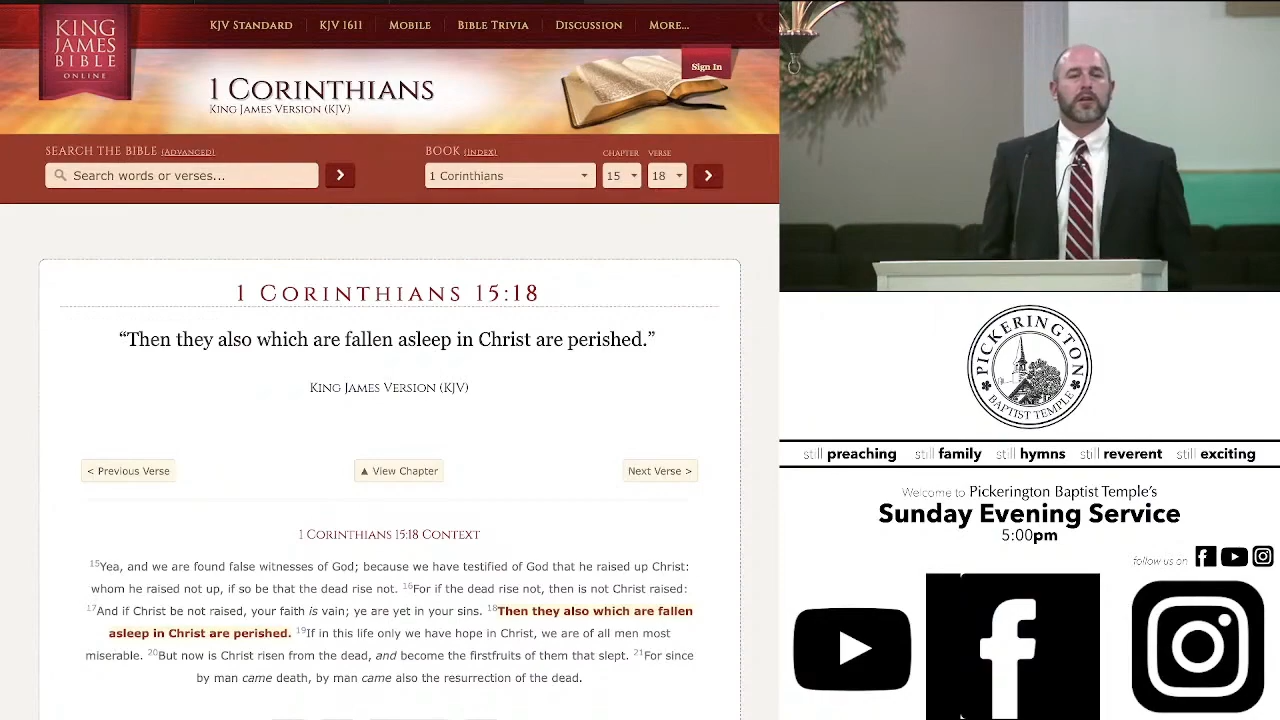 KING
JAMES
BIBLE
ONLINE
KJV STANDARD
KJV 1611
MOBILE
BIBLE TRIVIA
DISCUSSION
MORE...
Sign In
1 CORINTHIANS
KING JAMES VERSION (KJV)
SEARCH THE BIBLE (ADVANCED)
Search words or verses...
BOOK (INDEX)
CHAPTER
VERSE
1 Corinthians
15
18
1 CORINTHIANS 15:18
“Then they also which are fallen asleep in Christ are perished.”
KING JAMES VERSION (KJV)
< Previous Verse
▲ View Chapter
Next Verse >
1 CORINTHIANS 15:18 CONTEXT
15Yea, and we are found false witnesses of God; because we have testified of God that he raised up Christ:
whom he raised not up, if so be that the dead rise not. 16For if the dead rise not, then is not Christ raised:
17And if Christ be not raised, your faith is vain; ye are yet in your sins. 18Then they also which are fallen
asleep in Christ are perished. 19If in this life only we have hope in Christ, we are of all men most
miserable. 20But now is Christ risen from the dead, and become the firstfruits of them that slept. 21For since
by man came death, by man came also the resurrection of the dead.
PICKERINGTON
BAPTIST TEMPLE
still preaching still family still hymns still reverent still exciting
Welcome to Pickerington Baptist Temple's
Sunday Evening Service
5:00pm
follow us on